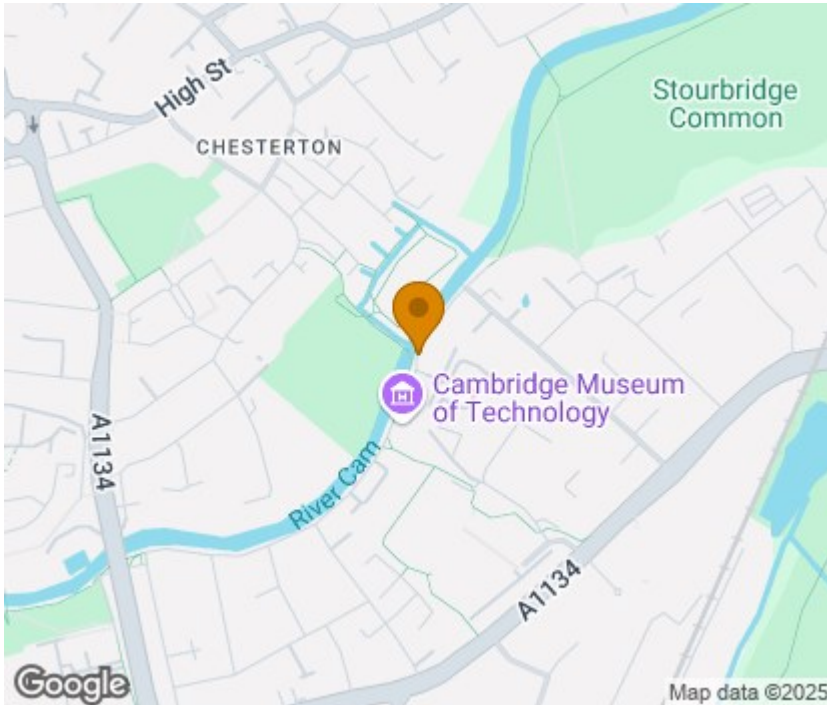 High St
CHESTERTON
Stourbridge
Common
Cambridge Museum
of Technology
A1134
River Cam
A1134
Google
Map data ©2025